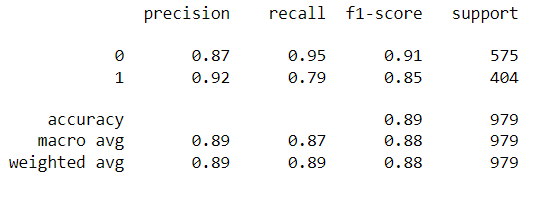 precision recall f1-score support
0 0.87 0.95 0.91 575
1 0.92 0.79 0.85 404
accuracy 0.89 979
macro avg 0.89 0.87 0.88 979
weighted avg 0.89 0.89 0.88 979